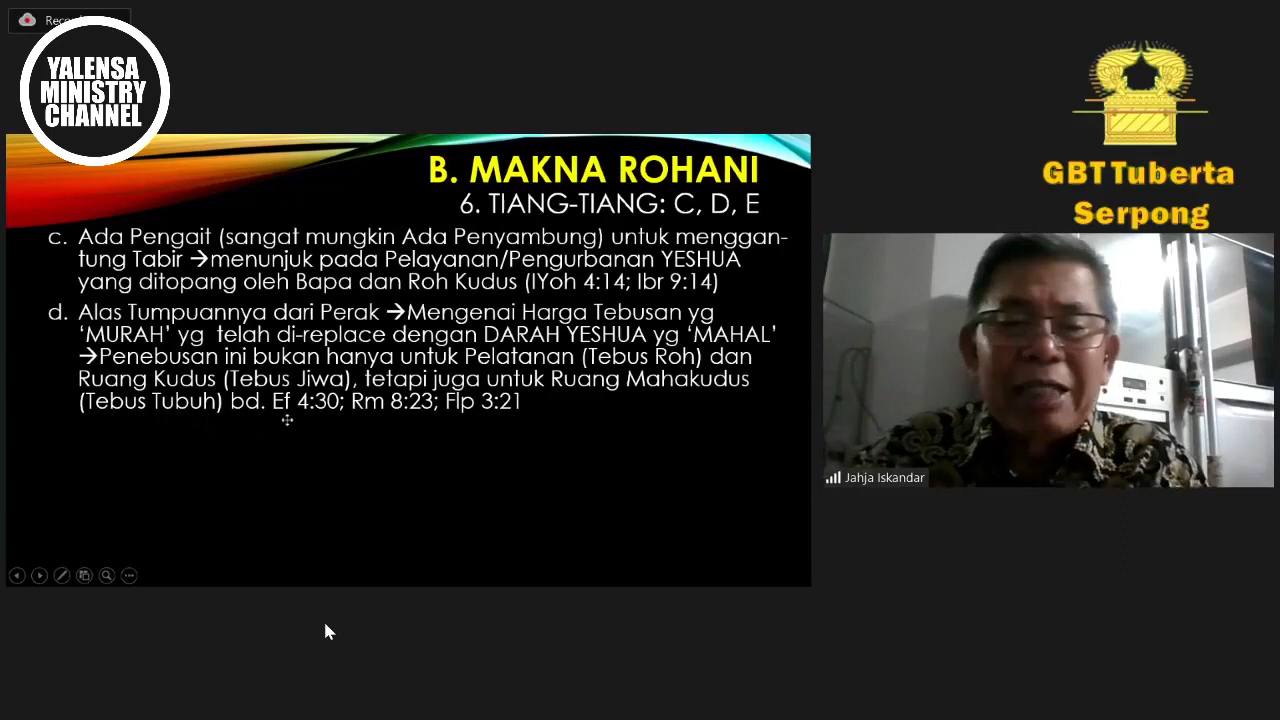 YALENSA
MINISTRY
CHANNEL
B. MAKNA ROHANI
6. TIANG-TIANG: C, D, E
c. Ada Pengait (sangat mungkin Ada Penyambung) untuk menggan-
tung Tabir →menunjuk pada Pelayanan/Pengurbanan YESHUA
yang ditopang oleh Bapa dan Roh Kudus (IYoh 4:14; Ibr 9:14)
d. Alas Tumpuannya dari Perak →Mengenai Harga Tebusan yg
‘MURAH’ yg telah di-replace dengan DARAH YESHUA yg ‘MAHAL’
→Penebusan ini bukan hanya untuk Pelatanan (Tebus Roh) dan
Ruang Kudus (Tebus Jiwa), tetapi juga untuk Ruang Mahakudus
(Tebus Tubuh) bd. Ef 4:30; Rm 8:23; Flp 3:21
GBT Tuberta
Serpong
Jahja Iskandar